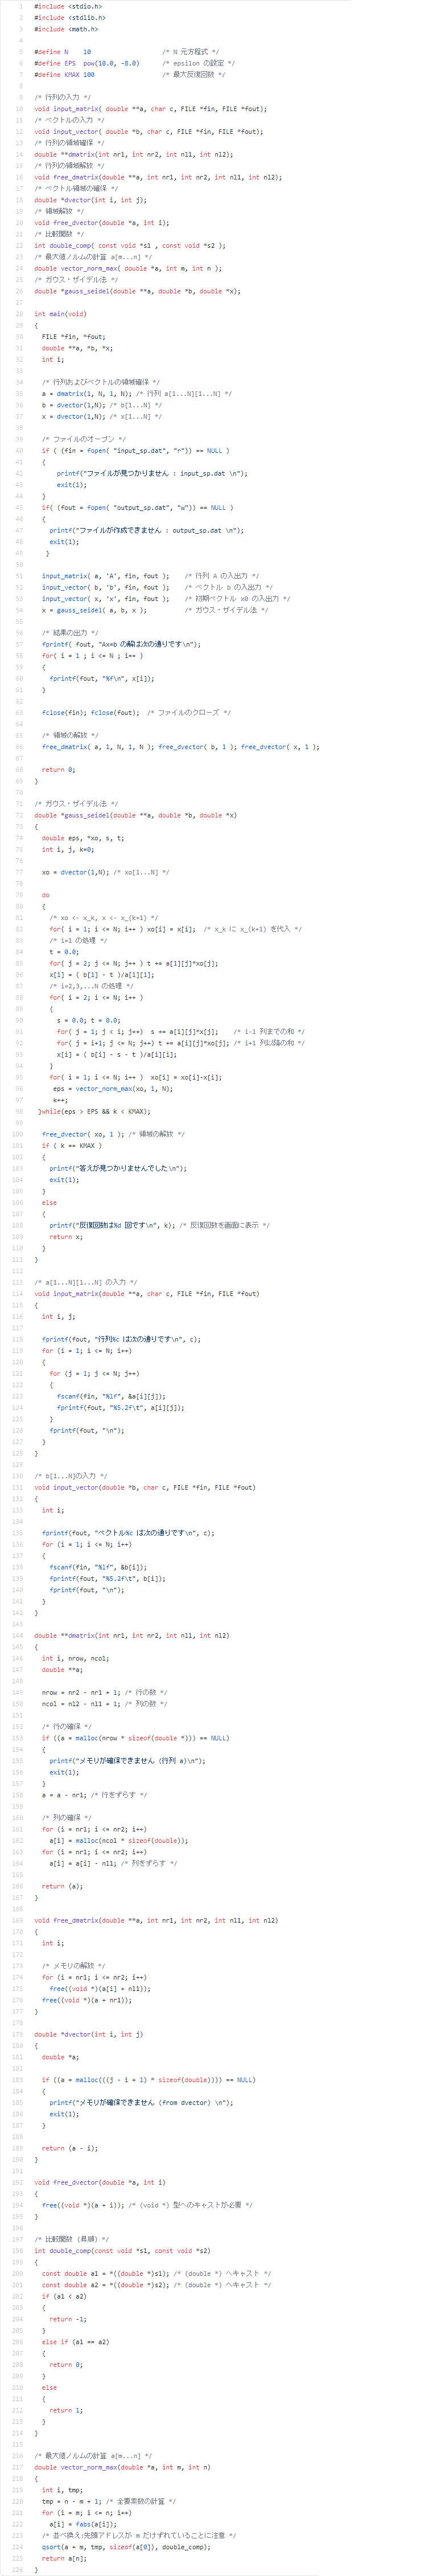 1 #include <stdio.h>
2 #include <stdlib.h>
3 #include <math.h>
4
5 #define N    10                   /* N 元方程式 */
6 #define EPS  pow(10.0, -8.0)      /* epsilon の設定 */
7 #define KMAX 100                  /* 最大反復回数 */
8
9 /* 行列の入力 */
10 void input_matrix( double **a, char c, FILE *fin, FILE *fout);
11 /* ベクトルの入力 */
12 void input_vector( double *b, char c, FILE *fin, FILE *fout);
13 /* 行列の領域確保 */
14 double **dmatrix(int nr1, int nr2, int nl1, int nl2);
15 /* 行列の領域解放 */
16 void free_dmatrix(double **a, int nr1, int nr2, int nl1, int nl2);
17 /* ベクトル領域の確保 */
18 double *dvector(int i, int j);
19 /* 領域解放 */
20 void free_dvector(double *a, int i);
21 /* 比較関数 */
22 int double_comp( const void *s1 , const void *s2 );
23 /* 最大値ノルムの計算 a[m...n] */
24 double vector_norm_max( double *a, int m, int n );
25 /* ガウス・ザイデル法 */
26 double *gauss_seidel(double **a, double *b, double *x);
27
28 int main(void)
29 {
30   FILE *fin, *fout;
31   double **a, *b, *x;
32   int i;
33
34   /* 行列およびベクトルの領域確保 */
35   a = dmatrix(1, N, 1, N); /* 行列 a[1...N][1...N] */
36   b = dvector(1,N); /* b[1...N] */
37   x = dvector(1,N); /* x[1...N] */
38
39   /* ファイルのオープン */
40   if ( (fin = fopen( "input_sp.dat", "r")) == NULL )
41   {
42       printf("ファイルが見つかりません : input_sp.dat \n");
43       exit(1);
44   }
45   if( (fout = fopen( "output_sp.dat", "w")) == NULL )
46   {
47     printf("ファイルが作成できません : output_sp.dat \n");
48     exit(1);
49    }
50
51   input_matrix( a, 'A', fin, fout );    /* 行列 A の入出力 */
52   input_vector( b, 'b', fin, fout );    /* ベクトル b の入出力 */
53   input_vector( x, 'x', fin, fout );    /* 初期ベクトル x0 の入出力 */
54   x = gauss_seidel( a, b, x );          /* ガウス・ザイデル法 */
55
56   /* 結果の出力 */
57   fprintf( fout, "Ax=b の解は次の通りです\n");
58   for( i = 1 ; i <= N ; i++ )
59   {
60     fprintf(fout, "%f\n", x[i]);
61   }
62
63   fclose(fin); fclose(fout);  /* ファイルのクローズ */
64
65   /* 領域の解放 */
66   free_dmatrix( a, 1, N, 1, N ); free_dvector( b, 1 ); free_dvector( x, 1 );
67
68   return 0;
69 }
70
71 /* ガウス・ザイデル法 */
72 double *gauss_seidel(double **a, double *b, double *x)
73 {
74   double eps, *xo, s, t;
75   int i, j, k=0;
76
77   xo = dvector(1,N); /* xo[1...N] */
78
79   do
80   {
81     /* xo <- x_k, x <- x_(k+1) */
82     for( i = 1; i <= N; i++ ) xo[i] = x[i];  /* x_k に x_(k+1) を代入 */
83     /* i=1 の処理 */
84     t = 0.0;
85     for( j = 2; j <= N; j++ ) t += a[1][j]*xo[j];
86     x[1] = ( b[1] - t )/a[1][1];
87     /* i=2,3,...N の処理 */
88     for( i = 2; i <= N; i++ )
89     {
90       s = 0.0; t = 0.0;
91       for( j = 1; j < i; j++)  s += a[i][j]*x[j];    /* i-1 列までの和 */
92       for( j = i+1; j <= N; j++) t += a[i][j]*xo[j]; /* i+1 列以降の和 */
93       x[i] = ( b[i] - s - t )/a[i][i];
94     }
95     for( i = 1; i <= N; i++ )  xo[i] = xo[i]-x[i];
96      eps = vector_norm_max(xo, 1, N);
97      k++;
98  }while(eps > EPS && k < KMAX);
99
100   free_dvector( xo, 1 ); /* 領域の解放 */
101   if ( k == KMAX )
102   {
103     printf("答えが見つかりませんでした\n");
104     exit(1);
105   }
106   else
107   {
108     printf("反復回数は%d 回です\n", k); /* 反復回数を画面に表示 */
109     return x;
110   }
111 }
112
113 /* a[1...N][1...N] の入力 */
114 void input_matrix(double **a, char c, FILE *fin, FILE *fout)
115 {
116   int i, j;
117
118   fprintf(fout, "行列%c は次の通りです\n", c);
119   for (i = 1; i <= N; i++)
120   {
121     for (j = 1; j <= N; j++)
122     {
123       fscanf(fin, "%lf", &a[i][j]);
124       fprintf(fout, "%5.2f\t", a[i][j]);
125     }
126     fprintf(fout, "\n");
127   }
128 }
129
130 /* b[1...N]の入力 */
131 void input_vector(double *b, char c, FILE *fin, FILE *fout)
132 {
133   int i;
134
135   fprintf(fout, "ベクトル%c は次の通りです\n", c);
136   for (i = 1; i <= N; i++)
137   {
138     fscanf(fin, "%lf", &b[i]);
139     fprintf(fout, "%5.2f\t", b[i]);
140     fprintf(fout, "\n");
141   }
142 }
143
144 double **dmatrix(int nr1, int nr2, int nl1, int nl2)
145 {
146   int i, nrow, ncol;
147   double **a;
148
149   nrow = nr2 - nr1 + 1; /* 行の数 */
150   ncol = nl2 - nl1 + 1; /* 列の数 */
151
152   /* 行の確保 */
153   if ((a = malloc(nrow * sizeof(double *))) == NULL)
154   {
155     printf("メモリが確保できません (行列 a)\n");
156     exit(1);
157   }
158   a = a - nr1; /* 行をずらす */
159
160   /* 列の確保 */
161   for (i = nr1; i <= nr2; i++)
162     a[i] = malloc(ncol * sizeof(double));
163   for (i = nr1; i <= nr2; i++)
164     a[i] = a[i] - nl1; /* 列をずらす */
165
166   return (a);
167 }
168
169 void free_dmatrix(double **a, int nr1, int nr2, int nl1, int nl2)
170 {
171   int i;
172
173   /* メモリの解放 */
174   for (i = nr1; i <= nr2; i++)
175     free((void *)(a[i] + nl1));
176   free((void *)(a + nr1));
177 }
178
179 double *dvector(int i, int j)
180 {
181   double *a;
182
183   if ((a = malloc(((j - i + 1) * sizeof(double)))) == NULL)
184   {
185     printf("メモリが確保できません (from dvector) \n");
186     exit(1);
187   }
188
189   return (a - i);
190 }
191
192 void free_dvector(double *a, int i)
193 {
194   free((void *)(a + i)); /* (void *) 型へのキャストが必要 */
195 }
196
197 /* 比較関数 (昇順) */
198 int double_comp(const void *s1, const void *s2)
199 {
200   const double a1 = *((double *)s1); /* (double *) へキャスト */
201   const double a2 = *((double *)s2); /* (double *) へキャスト */
202   if (a1 < a2)
203   {
204     return -1;
205   }
206   else if (a1 == a2)
207   {
208     return 0;
209   }
210   else
211   {
212     return 1;
213   }
214 }
215
216 /* 最大値ノルムの計算 a[m...n] */
217 double vector_norm_max(double *a, int m, int n)
218 {
219   int i, tmp;
220   tmp = n - m + 1; /* 全要素数の計算 */
221   for (i = m; i <= n; i++)
222     a[i] = fabs(a[i]);
223   /* 並べ換え:先頭アドレスが m だけずれていることに注意 */
224   qsort(a + m, tmp, sizeof(a[0]), double_comp);
225   return a[n];
226 }